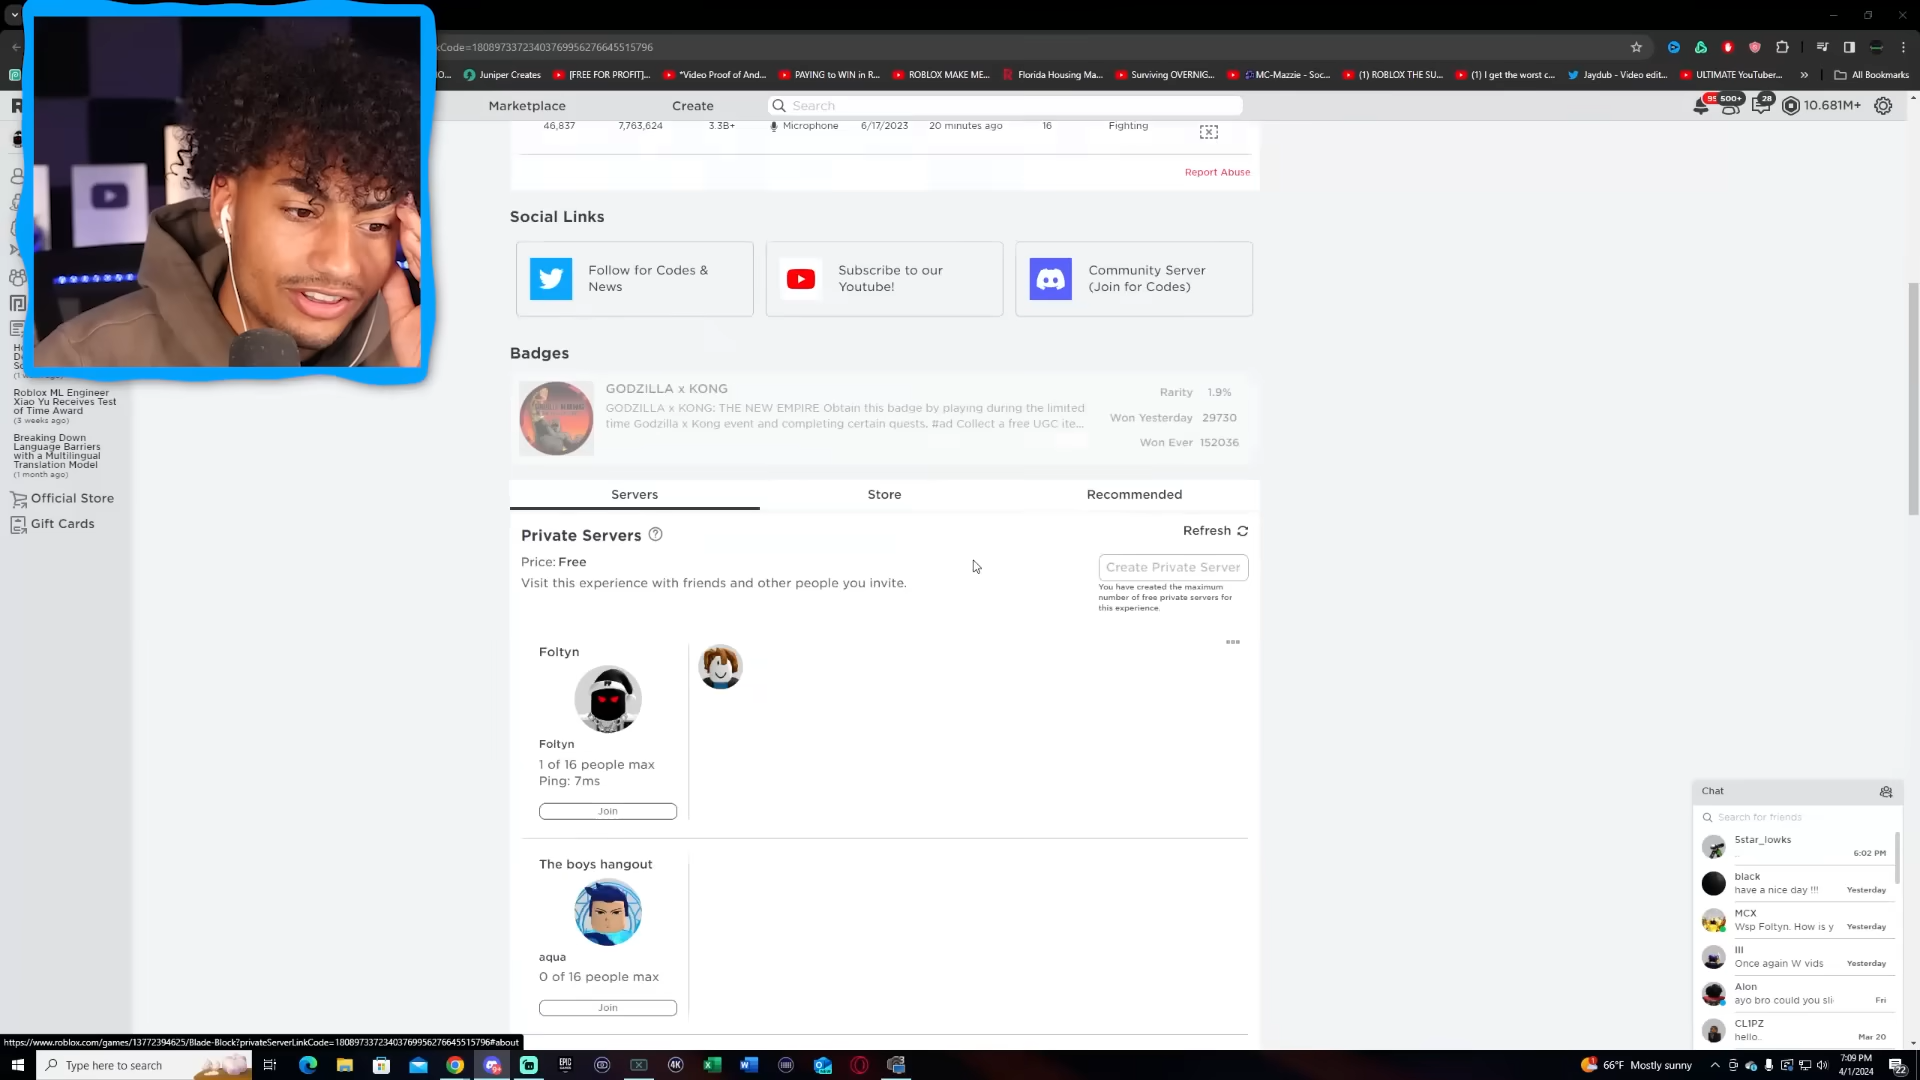 kCode=18089733723403769956276645515796
O...
Juniper Creates
[FREE FOR PROFIT]...
*Video Proof of And...
PAYING to WIN in R...
ROBLOX MAKE ME...
Florida Housing Ma...
Surviving OVERNIG...
MC-Mazzie - Soc...
(1) ROBLOX THE SU...
(1) I get the worst c...
Jaydub - Video edit...
ULTIMATE YouTuber...
»
All Bookmarks
Marketplace
Create
Search
500+
28
10.681M+
46,837
7,763,624
3.3B+
Microphone
6/17/2023
20 minutes ago
16
Fighting
Report Abuse
Social Links
Follow for Codes &
News
Subscribe to our
Youtube!
Community Server
(Join for Codes)
Badges
GODZILLA x KONG
GODZILLA x KONG: THE NEW EMPIRE Obtain this badge by playing during the limited
time Godzilla x Kong event and completing certain quests. #ad Collect a free UGC ite...
Rarity 1.9%
Won Yesterday 29730
Won Ever 152036
Roblox ML Engineer
Xiao Yu Receives Test
of Time Award
(3 weeks ago)
Breaking Down
Language Barriers
with a Multilingual
Translation Model
(1 month ago)
Official Store
Gift Cards
Servers
Store
Recommended
Private Servers
Refresh
Price: Free
Visit this experience with friends and other people you invite.
Create Private Server
You have created the maximum
number of free private servers for
this experience.
Foltyn
Foltyn
1 of 16 people max
Ping: 7ms
Join
The boys hangout
aqua
0 of 16 people max
Join
Chat
Search for friends
5star_lowks
..
6:02 PM
black
have a nice day !!!
Yesterday
MCX
Wsp Foltyn. How is y
Yesterday
Yesterday
Once again W vids
Alon
ayo bro could you sli
Fri
CL1PZ
hello..
Mar 20
https://www.roblox.com/games/13772394625/Blade-Block?privateServerLinkCode=18089733723403769956276645515796#about
Type here to search
EPIC
4K
66°F Mostly sunny
7:09 PM
4/1/2024
22